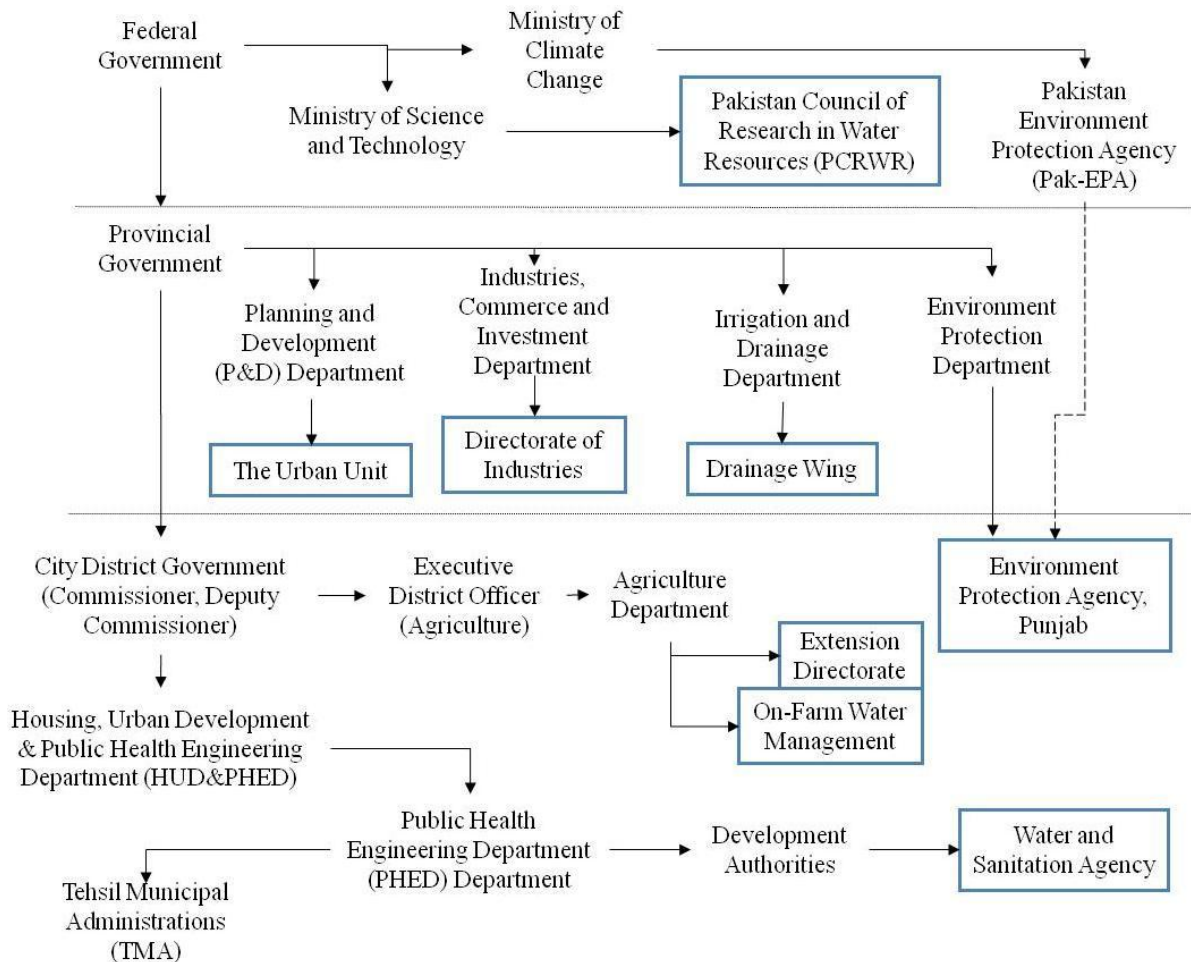 Federal
Government
Ministry of
Climate
Change
Ministry of Science
and Technology
Pakistan Council of
Research in Water
Resources (PCRWR)
Pakistan
Environment
Protection Agency
(Pak-EPA)
Provincial
Government
Planning and
Development
(P&D) Department
Industries,
Commerce and
Investment
Department
Irrigation and
Drainage
Department
Environment
Protection
Department
The Urban Unit
Directorate of
Industries
Drainage Wing
City District Government
(Commissioner, Deputy
Commissioner)
Executive
District Officer
(Agriculture)
Agriculture
Department
Environment
Protection Agency,
Punjab
Extension
Directorate
On-Farm Water
Management
Housing, Urban Development
& Public Health Engineering
Department (HUD&PHED)
Public Health
Engineering Department
(PHED) Department
Development
Authorities
Water and
Sanitation Agency
Tehsil Municipal
Administrations
(TMA)